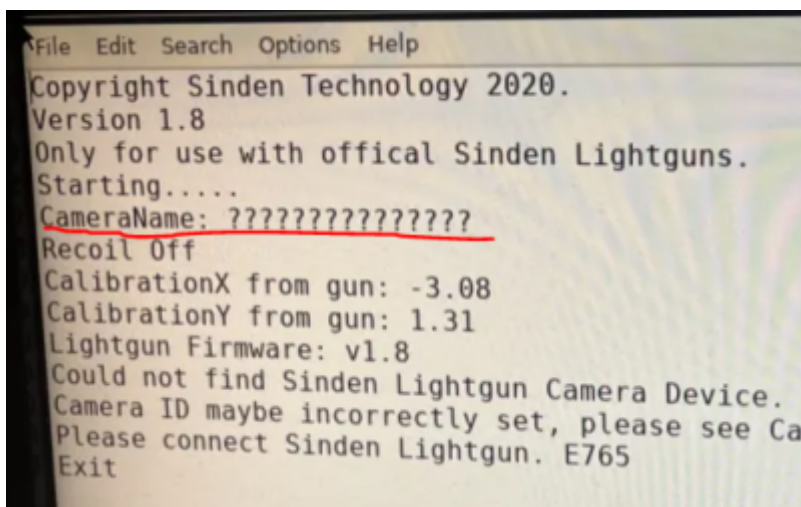 File Edit Search Options Help
Copyright Sinden Technology 2020.
Version 1.8
Only for use with offical Sinden Lightguns.
Starting.....
CameraName: ???????????????
Recoil Off
CalibrationX from gun: -3.08
CalibrationY from gun: 1.31
Lightgun Firmware: v1.8
Could not find Sinden Lightgun Camera Device.
Camera ID maybe incorrectly set, please see Ca
Please connect Sinden Lightgun. E765
Exit